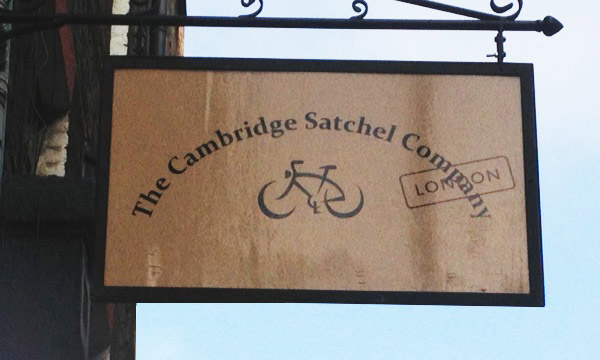 The Cambridge Satchel Company
LONDON